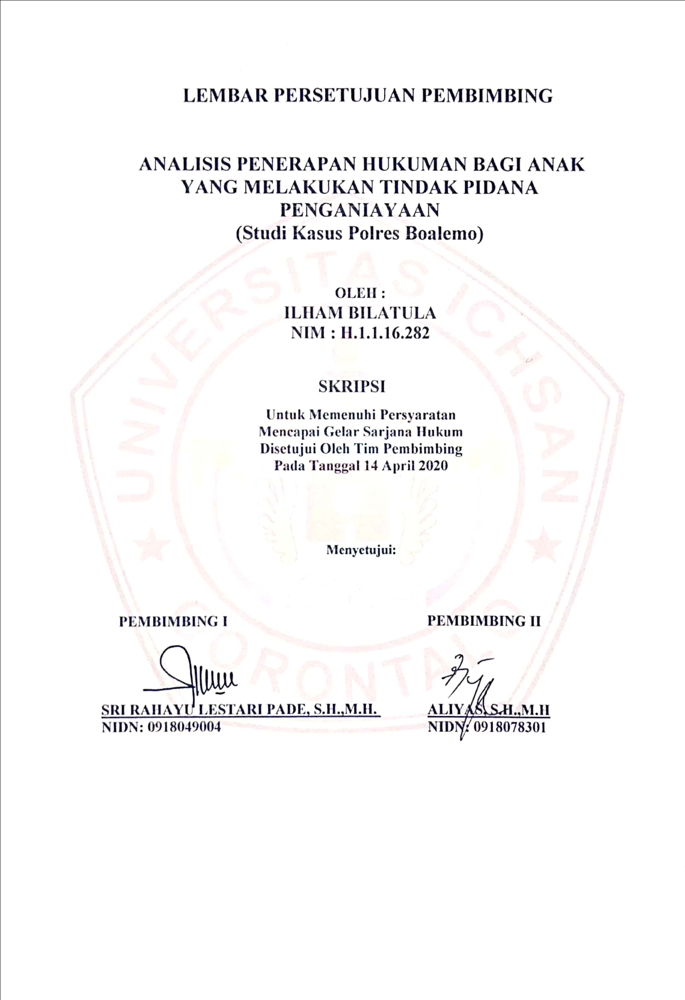 LEMBAR PERSETUJUAN PEMBIMBING
ANALISIS PENERAPAN HUKUMAN BAGI ANAK
YANG MELAKUKAN TINDAK PIDANA
PENGANIAYAAN
(Studi Kasus Polres Boalemo)
UNIVERSITAS ICHSAN
OLEH :
ILHAM BILATULA
NIM : H.1.1.16.282
SKRIPSI
Untuk Memenuhi Persyaratan
Mencapai Gelar Sarjana Hukum
Disetujui Oleh Tim Pembimbing
Pada Tanggal 14 April 2020
Menyetujui:
PEMBIMBING I PEMBIMBING II
GORONTALO
SRI RAHAYU LESTARI PADE, S.H.,M.H. ALIYAS, S.H.,M.H
NIDN: 0918049004 NIDN: 0918078301